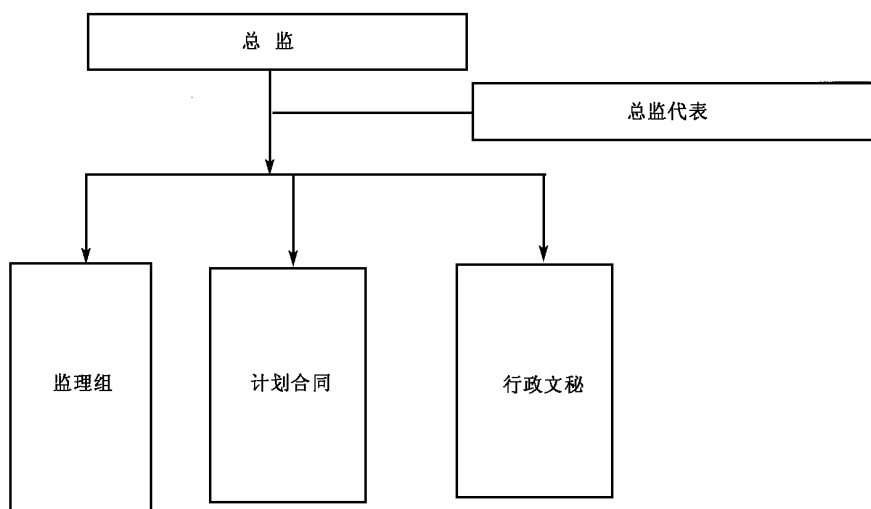 总 监
总监代表
监理组
计划合同
行政文秘